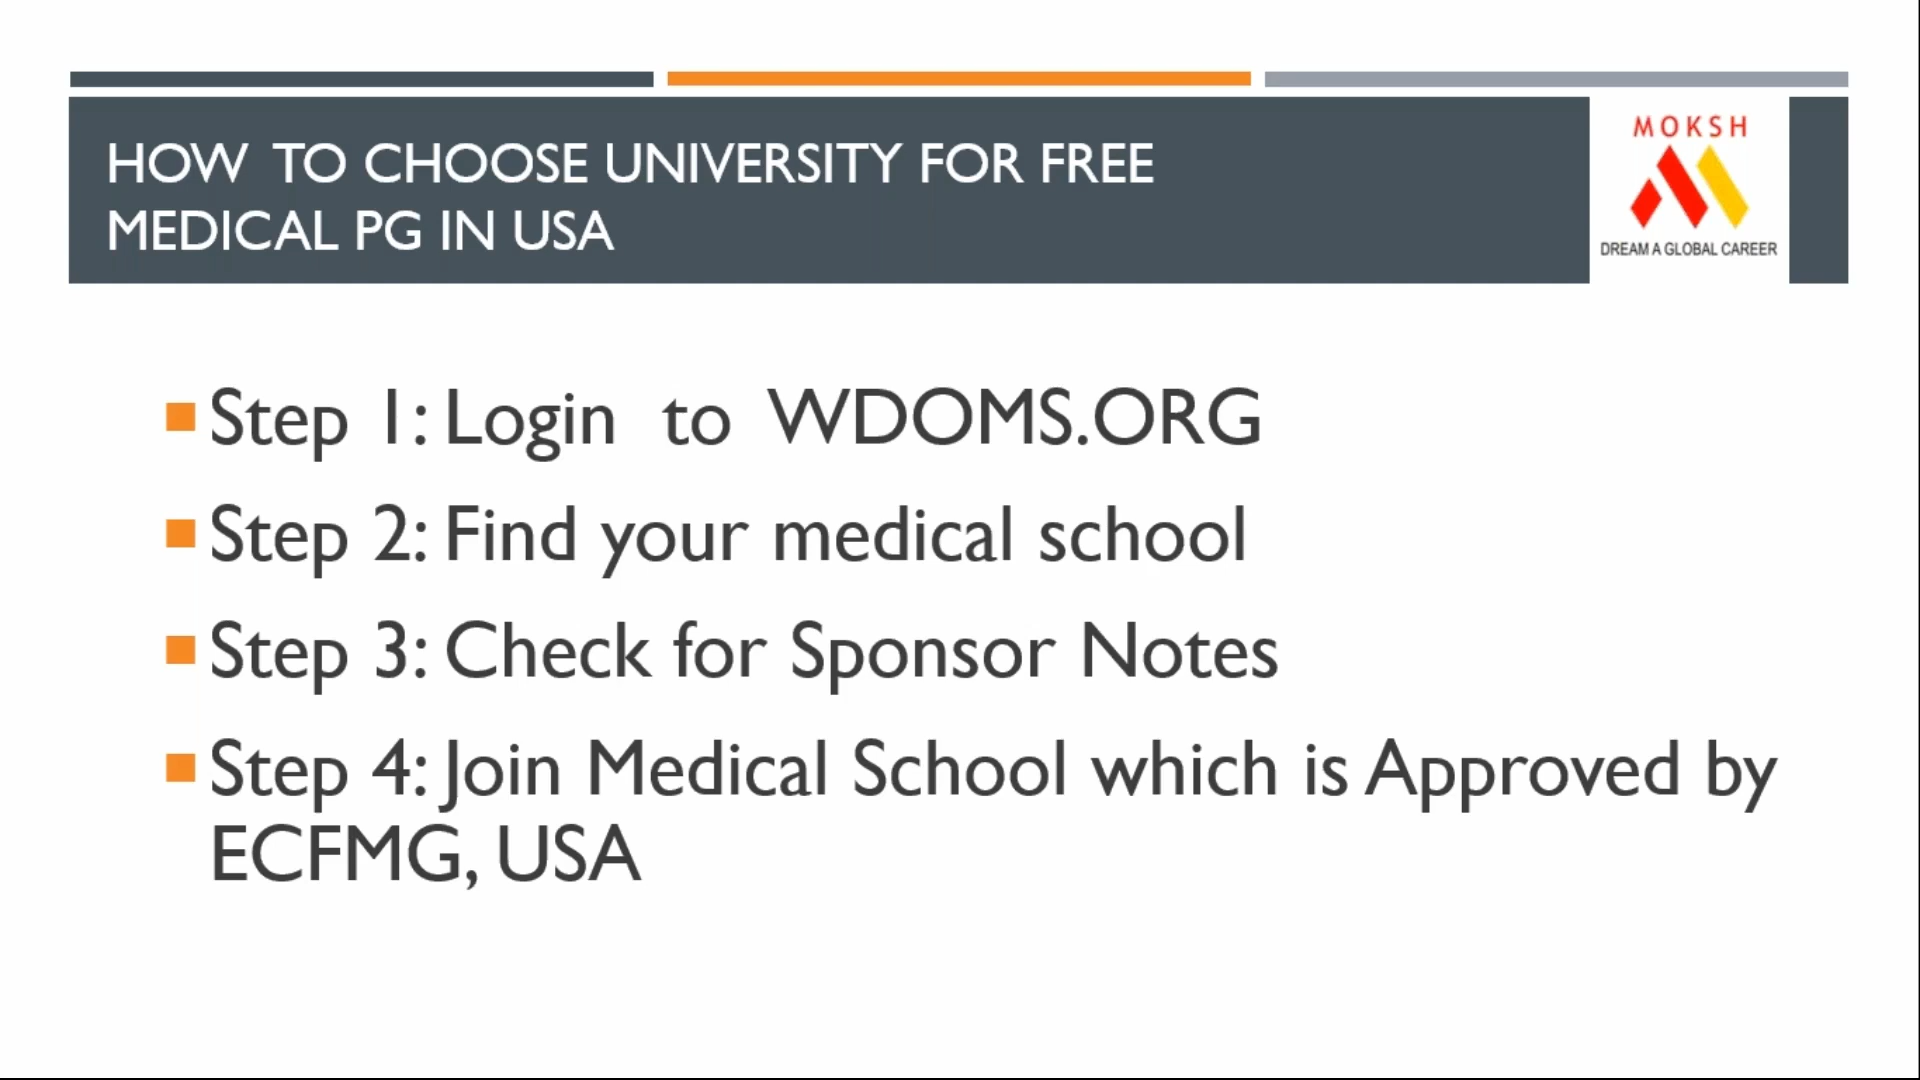 HOW TO CHOOSE UNIVERSITY FOR FREE
MEDICAL PG IN USA
MOKSH
DREAM A GLOBAL CAREER
Step 1: Login to WDOMS.ORG
Step 2: Find your medical school
Step 3: Check for Sponsor Notes
Step 4: Join Medical School which is Approved by
ECFMG, USA